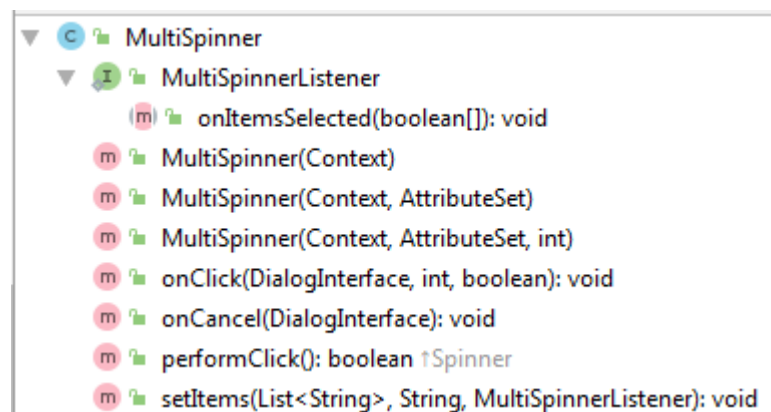 C MultiSpinner
I MultiSpinnerListener
m onItemsSelected(boolean[]): void
m MultiSpinner(Context)
m MultiSpinner(Context, AttributeSet)
m MultiSpinner(Context, AttributeSet, int)
m onClick(DialogInterface, int, boolean): void
m onCancel(DialogInterface): void
m performClick(): boolean ↑Spinner
m setItems(List<String>, String, MultiSpinnerListener): void